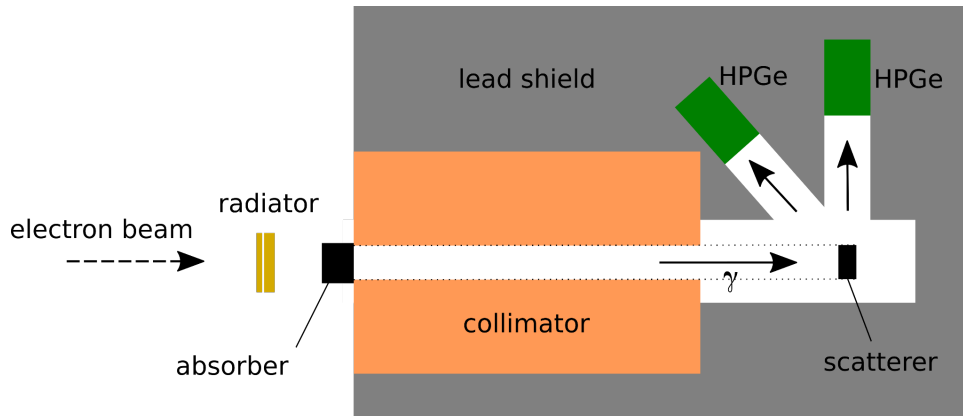 lead shield
HPGe
HPGe
radiator
electron beam
γ
collimator
absorber
scatterer